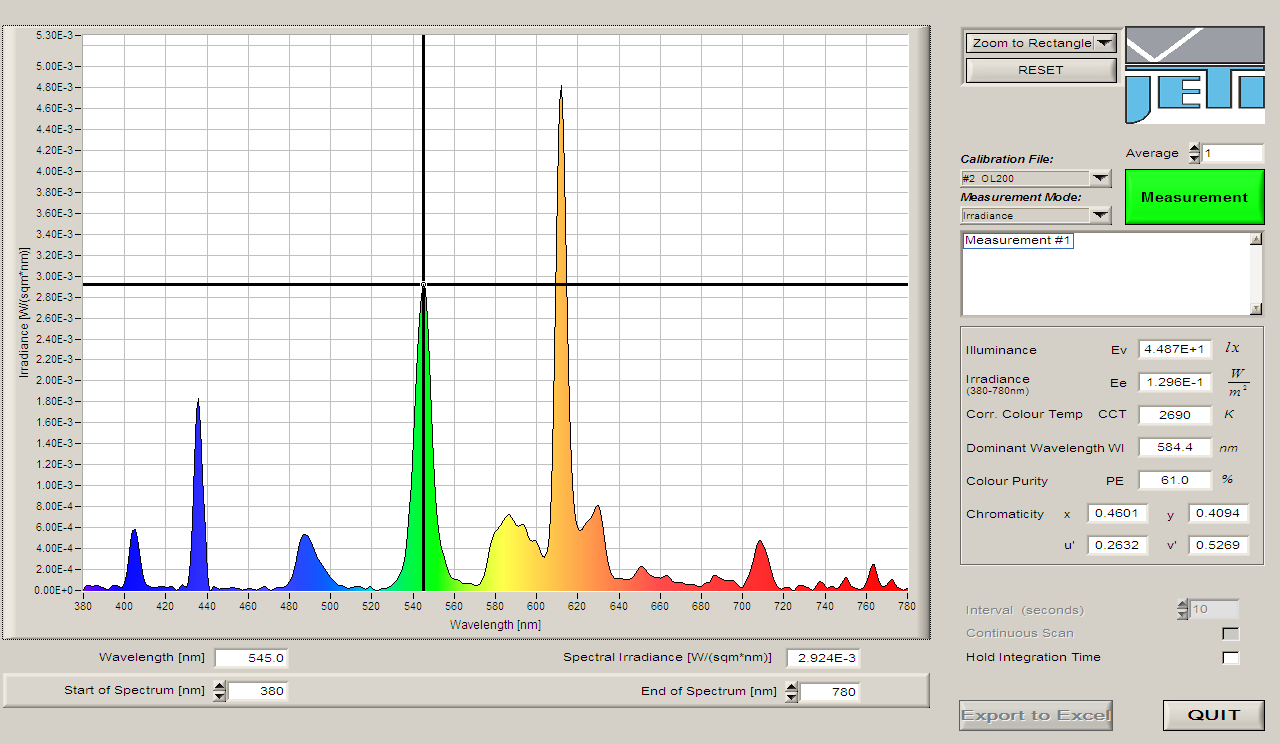 5.30E-3
5.00E-3
4.80E-3
4.60E-3
4.40E-3
4.20E-3
4.00E-3
3.80E-3
3.60E-3
3.40E-3
3.20E-3
3.00E-3
2.80E-3
2.60E-3
2.40E-3
2.20E-3
2.00E-3
1.80E-3
1.60E-3
1.40E-3
1.20E-3
1.00E-3
8.00E-4
6.00E-4
4.00E-4
2.00E-4
0.00E+0
Irradiance [W/(sqm*nm)]
380 400 420 440 460 480 500 520 540 560 580 600 620 640 660 680 700 720 740 760 780
Wavelength [nm]
Wavelength [nm] 545.0 Spectral Irradiance [W/(sqm*nm)] 2.924E-3
Start of Spectrum [nm] 380 End of Spectrum [nm] 780
Zoom to Rectangle
RESET
JETI
Average 1
Calibration File:
#2 OL200
Measurement Mode:
Irradiance
Measurement
Measurement #1
Illuminance Ev 4.487E+1 lx
Irradiance (380-780nm) Ee 1.296E-1 W/m²
Corr. Colour Temp CCT 2690 K
Dominant Wavelength Wl 584.4 nm
Colour Purity PE 61.0 %
Chromaticity x 0.4601 y 0.4094
u' 0.2632 v' 0.5269
Interval (seconds) 10
Continuous Scan
Hold Integration Time
Export to Excel
QUIT